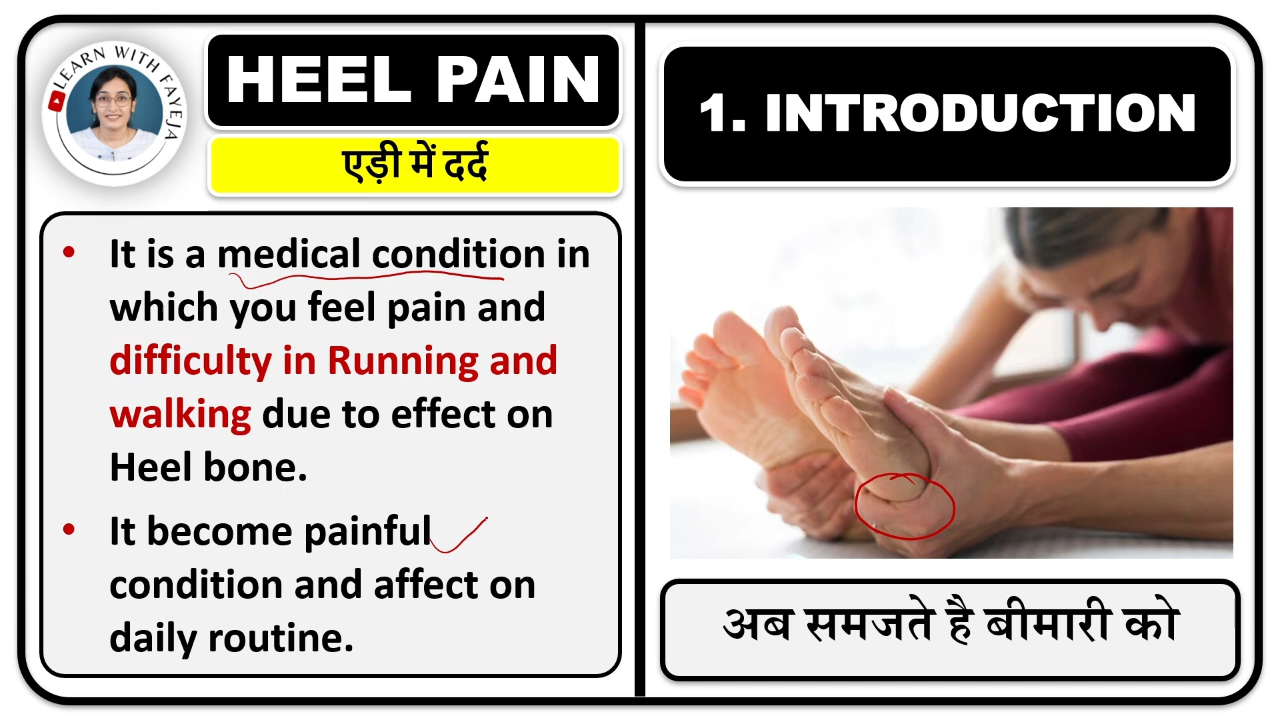 LEARN WITH FAYEJA
HEEL PAIN
एड़ी में दर्द
• It is a medical condition in
which you feel pain and
difficulty in Running and
walking due to effect on
Heel bone.
• It become painful
condition and affect on
daily routine.
1. INTRODUCTION
अब समजते है बीमारी को